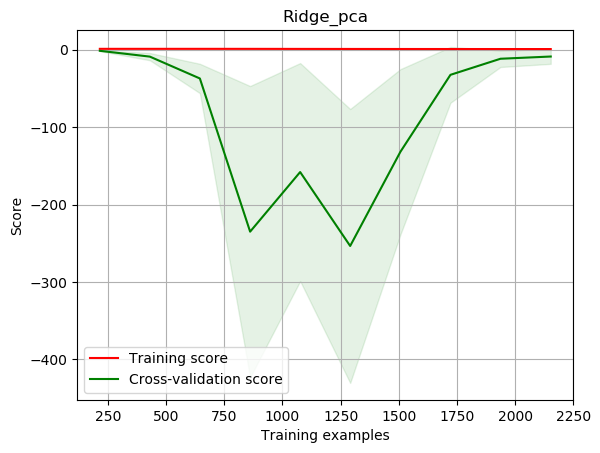 Ridge_pca
0
−100
−200
−300
−400
Score
Training score
Cross-validation score
250
500
750
1000
1250
1500
1750
2000
2250
Training examples